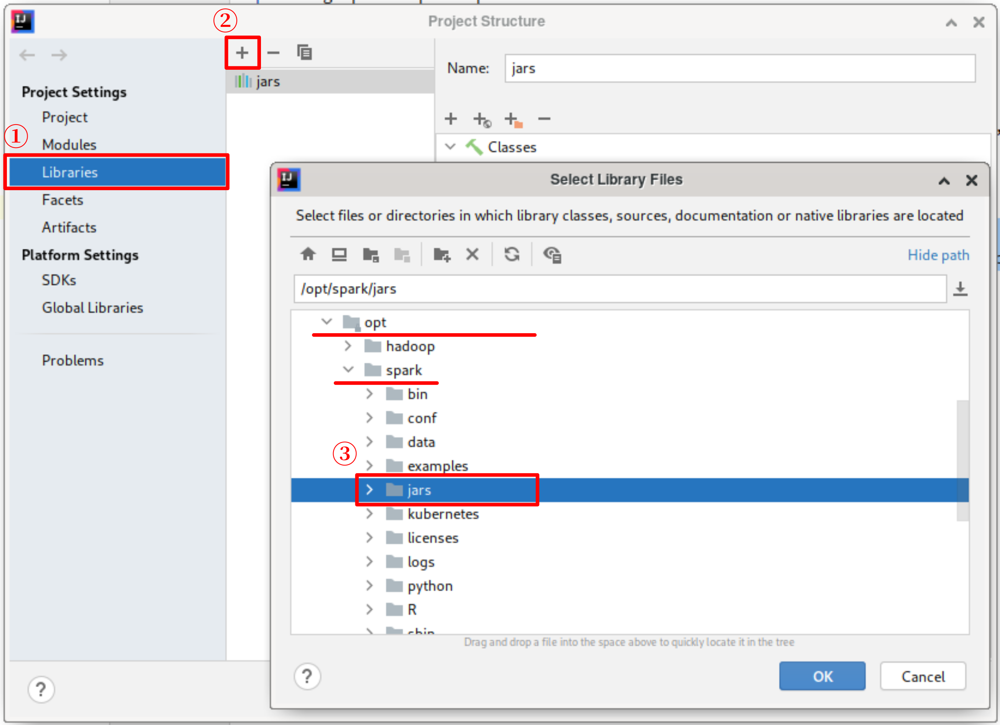 ②
Project Structure
Name: jars
jars
Project Settings
Project
①
Modules
Libraries
Facets
Artifacts
Platform Settings
SDKs
Global Libraries
Problems
Classes
Select Library Files
Select files or directories in which library classes, sources, documentation or native libraries are located
Hide path
/opt/spark/jars
opt
hadoop
spark
bin
conf
data
③
examples
jars
kubernetes
licenses
logs
python
R
sbin
Drag and drop a file into the space above to quickly locate it in the tree
? OK Cancel
?